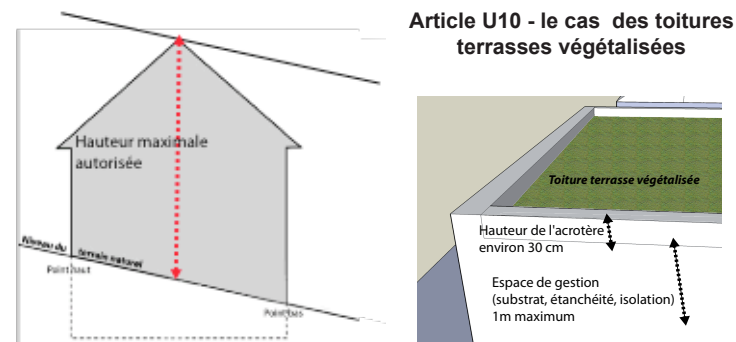 Article U10 - le cas des toitures
terrasses végétalisées
Hauteur maximale
autorisée
Niveau du terrain naturel
Point haut
Point bas
Toiture terrasse végétalisée
Hauteur de l'acrotère
environ 30 cm
Espace de gestion
(substrat, étanchéité, isolation)
1m maximum